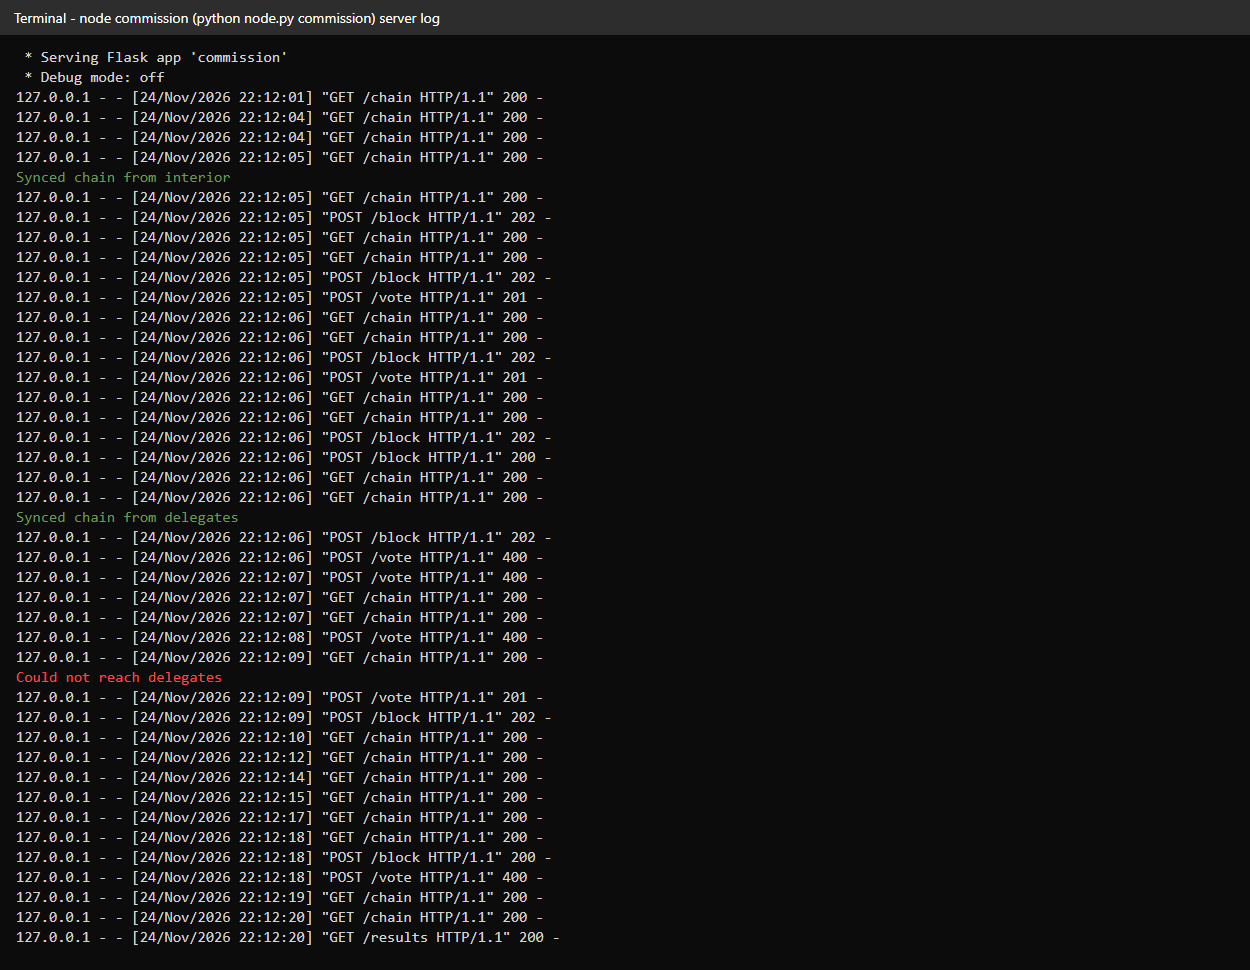 Terminal - node commission (python node.py commission) server log
 * Serving Flask app 'commission'
 * Debug mode: off
127.0.0.1 - - [24/Nov/2026 22:12:01] "GET /chain HTTP/1.1" 200 -
127.0.0.1 - - [24/Nov/2026 22:12:04] "GET /chain HTTP/1.1" 200 -
127.0.0.1 - - [24/Nov/2026 22:12:04] "GET /chain HTTP/1.1" 200 -
127.0.0.1 - - [24/Nov/2026 22:12:05] "GET /chain HTTP/1.1" 200 -
Synced chain from interior
127.0.0.1 - - [24/Nov/2026 22:12:05] "GET /chain HTTP/1.1" 200 -
127.0.0.1 - - [24/Nov/2026 22:12:05] "POST /block HTTP/1.1" 202 -
127.0.0.1 - - [24/Nov/2026 22:12:05] "GET /chain HTTP/1.1" 200 -
127.0.0.1 - - [24/Nov/2026 22:12:05] "GET /chain HTTP/1.1" 200 -
127.0.0.1 - - [24/Nov/2026 22:12:05] "POST /block HTTP/1.1" 202 -
127.0.0.1 - - [24/Nov/2026 22:12:05] "POST /vote HTTP/1.1" 201 -
127.0.0.1 - - [24/Nov/2026 22:12:06] "GET /chain HTTP/1.1" 200 -
127.0.0.1 - - [24/Nov/2026 22:12:06] "GET /chain HTTP/1.1" 200 -
127.0.0.1 - - [24/Nov/2026 22:12:06] "POST /block HTTP/1.1" 202 -
127.0.0.1 - - [24/Nov/2026 22:12:06] "POST /vote HTTP/1.1" 201 -
127.0.0.1 - - [24/Nov/2026 22:12:06] "GET /chain HTTP/1.1" 200 -
127.0.0.1 - - [24/Nov/2026 22:12:06] "GET /chain HTTP/1.1" 200 -
127.0.0.1 - - [24/Nov/2026 22:12:06] "POST /block HTTP/1.1" 202 -
127.0.0.1 - - [24/Nov/2026 22:12:06] "POST /block HTTP/1.1" 200 -
127.0.0.1 - - [24/Nov/2026 22:12:06] "GET /chain HTTP/1.1" 200 -
127.0.0.1 - - [24/Nov/2026 22:12:06] "GET /chain HTTP/1.1" 200 -
Synced chain from delegates
127.0.0.1 - - [24/Nov/2026 22:12:06] "POST /block HTTP/1.1" 202 -
127.0.0.1 - - [24/Nov/2026 22:12:06] "POST /vote HTTP/1.1" 400 -
127.0.0.1 - - [24/Nov/2026 22:12:07] "POST /vote HTTP/1.1" 400 -
127.0.0.1 - - [24/Nov/2026 22:12:07] "GET /chain HTTP/1.1" 200 -
127.0.0.1 - - [24/Nov/2026 22:12:07] "GET /chain HTTP/1.1" 200 -
127.0.0.1 - - [24/Nov/2026 22:12:08] "POST /vote HTTP/1.1" 400 -
127.0.0.1 - - [24/Nov/2026 22:12:09] "GET /chain HTTP/1.1" 200 -
Could not reach delegates
127.0.0.1 - - [24/Nov/2026 22:12:09] "POST /vote HTTP/1.1" 201 -
127.0.0.1 - - [24/Nov/2026 22:12:09] "POST /block HTTP/1.1" 202 -
127.0.0.1 - - [24/Nov/2026 22:12:10] "GET /chain HTTP/1.1" 200 -
127.0.0.1 - - [24/Nov/2026 22:12:12] "GET /chain HTTP/1.1" 200 -
127.0.0.1 - - [24/Nov/2026 22:12:14] "GET /chain HTTP/1.1" 200 -
127.0.0.1 - - [24/Nov/2026 22:12:15] "GET /chain HTTP/1.1" 200 -
127.0.0.1 - - [24/Nov/2026 22:12:17] "GET /chain HTTP/1.1" 200 -
127.0.0.1 - - [24/Nov/2026 22:12:18] "GET /chain HTTP/1.1" 200 -
127.0.0.1 - - [24/Nov/2026 22:12:18] "POST /block HTTP/1.1" 200 -
127.0.0.1 - - [24/Nov/2026 22:12:18] "POST /vote HTTP/1.1" 400 -
127.0.0.1 - - [24/Nov/2026 22:12:19] "GET /chain HTTP/1.1" 200 -
127.0.0.1 - - [24/Nov/2026 22:12:20] "GET /chain HTTP/1.1" 200 -
127.0.0.1 - - [24/Nov/2026 22:12:20] "GET /results HTTP/1.1" 200 -